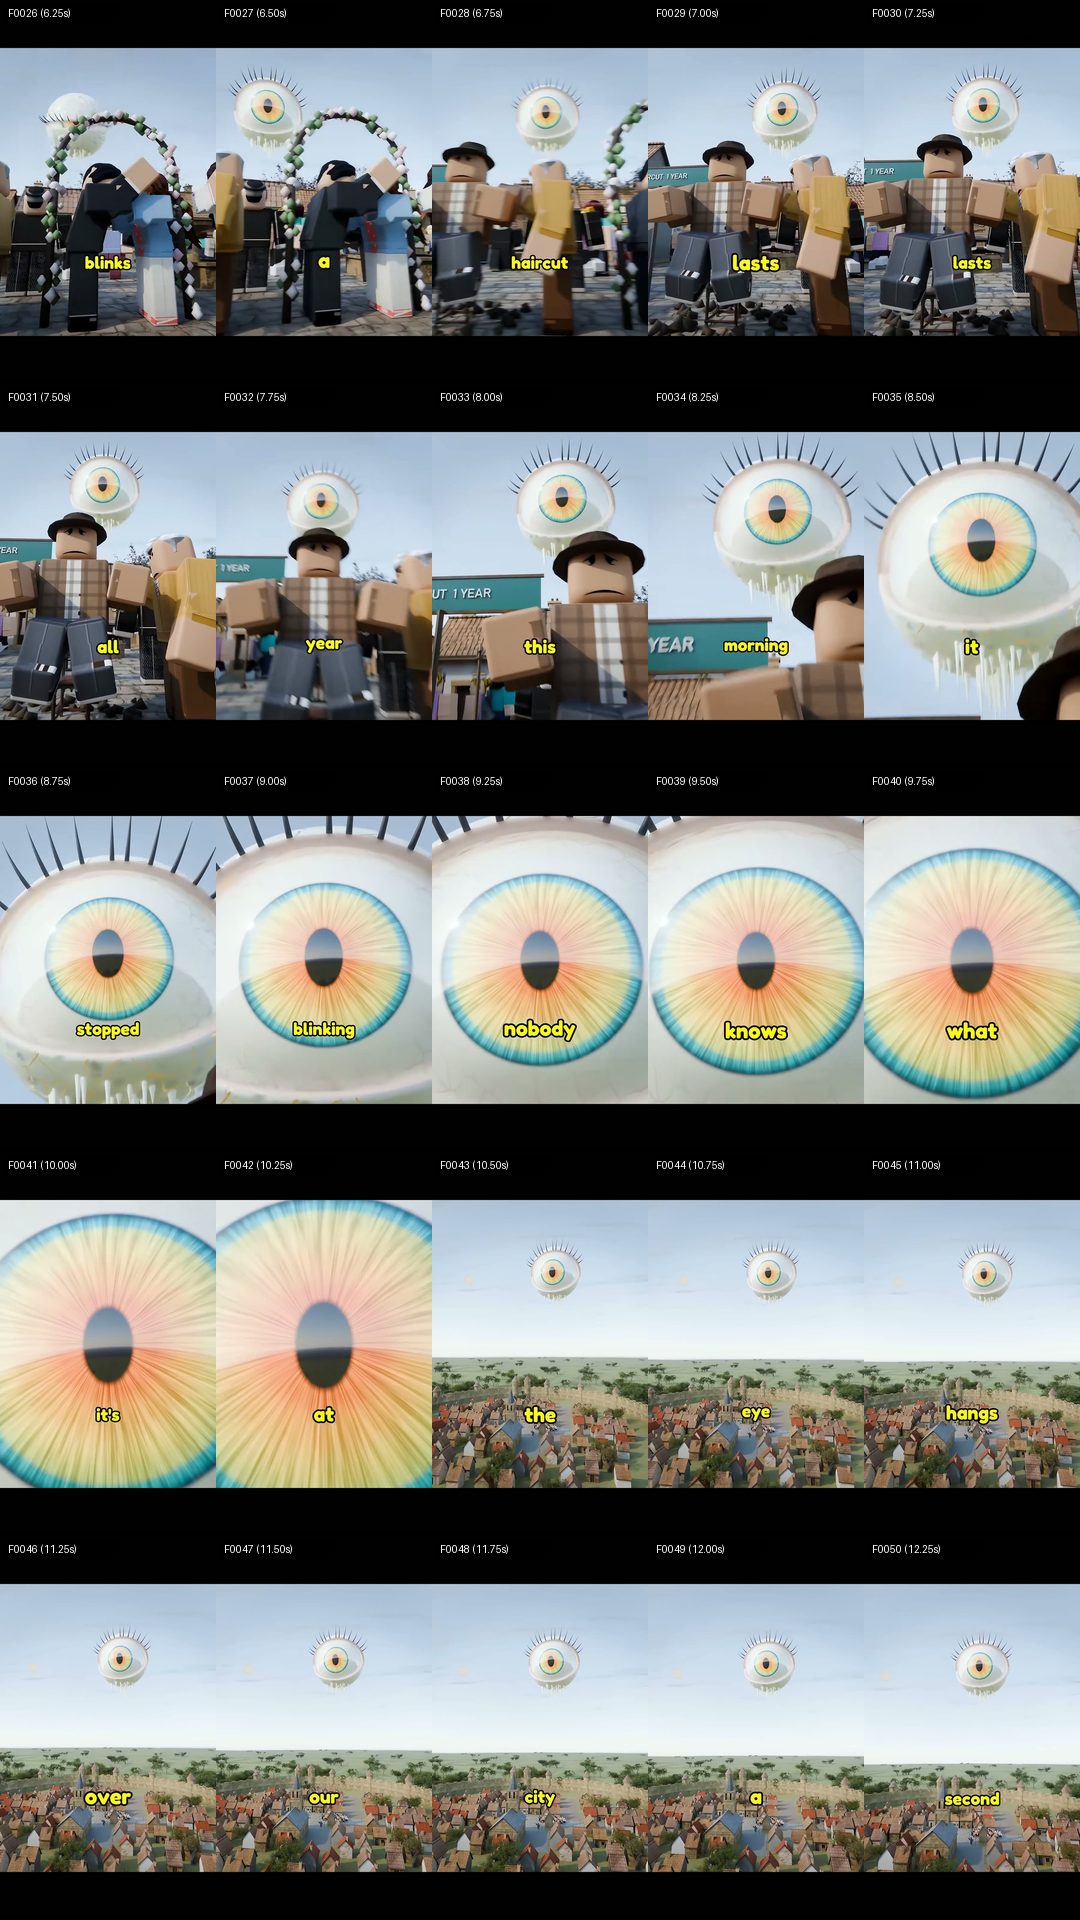 F0026 (6.25s)
F0027 (6.50s)
F0028 (6.75s)
F0029 (7.00s)
F0030 (7.25s)
blinks
a
haircut
RCUT 1 YEAR
lasts
T 1 YEAR
lasts
F0031 (7.50s)
F0032 (7.75s)
F0033 (8.00s)
F0034 (8.25s)
F0035 (8.50s)
EAR
all
T 1 YEAR
year
UT 1 YEAR
this
YEAR
morning
it
F0036 (8.75s)
F0037 (9.00s)
F0038 (9.25s)
F0039 (9.50s)
F0040 (9.75s)
stopped
blinking
nobody
knows
what
F0041 (10.00s)
F0042 (10.25s)
F0043 (10.50s)
F0044 (10.75s)
F0045 (11.00s)
it's
at
the
eye
hangs
F0046 (11.25s)
F0047 (11.50s)
F0048 (11.75s)
F0049 (12.00s)
F0050 (12.25s)
over
our
city
a
second